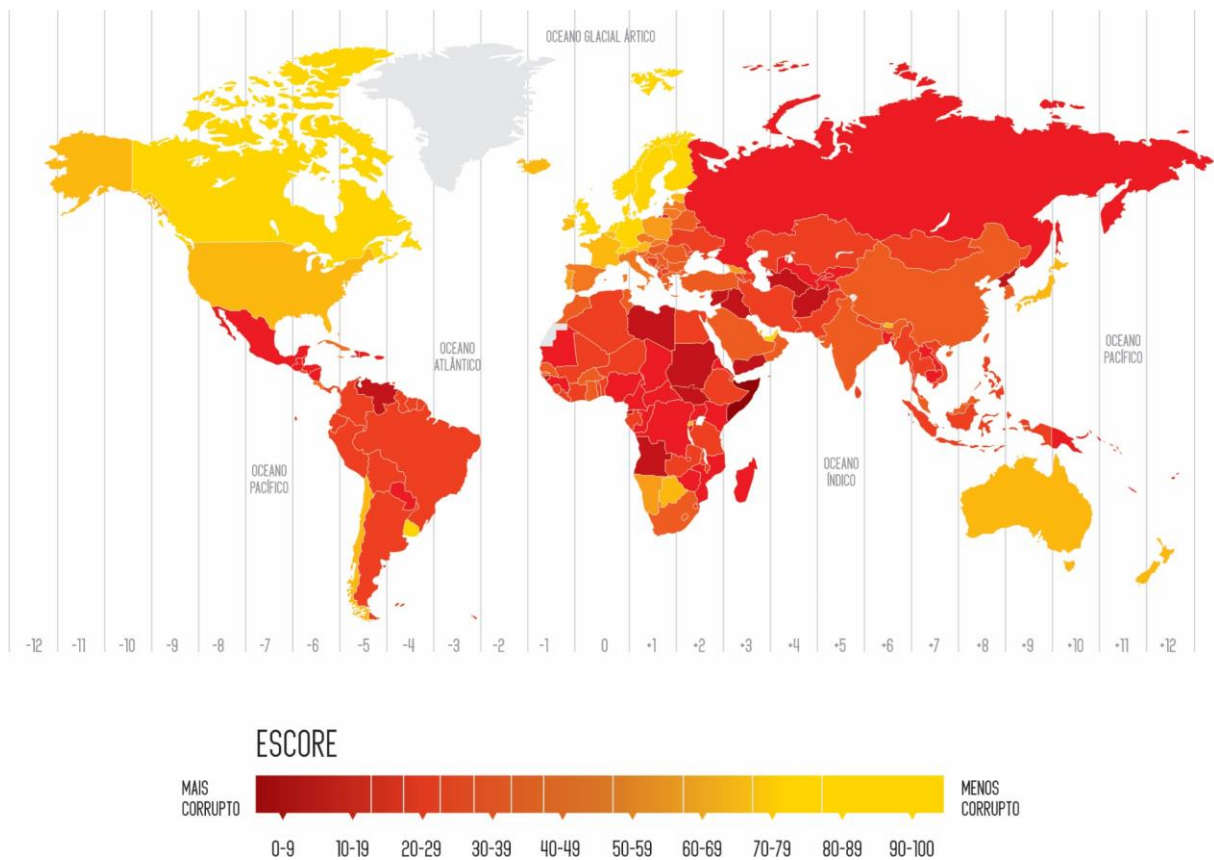 OCEANO GLACIAL ÁRTICO
OCEANO
ATLÂNTICO
OCEANO
PACÍFICO
OCEANO
PACÍFICO
OCEANO
ÍNDICO
-12 -11 -10 -9 -8 -7 -6 -5 -4 -3 -2 -1 0 +1 +2 +3 +4 +5 +6 +7 +8 +9 +10 +11 +12
ESCORE
MAIS
CORRUPTO
MENOS
CORRUPTO
0-9 10-19 20-29 30-39 40-49 50-59 60-69 70-79 80-89 90-100